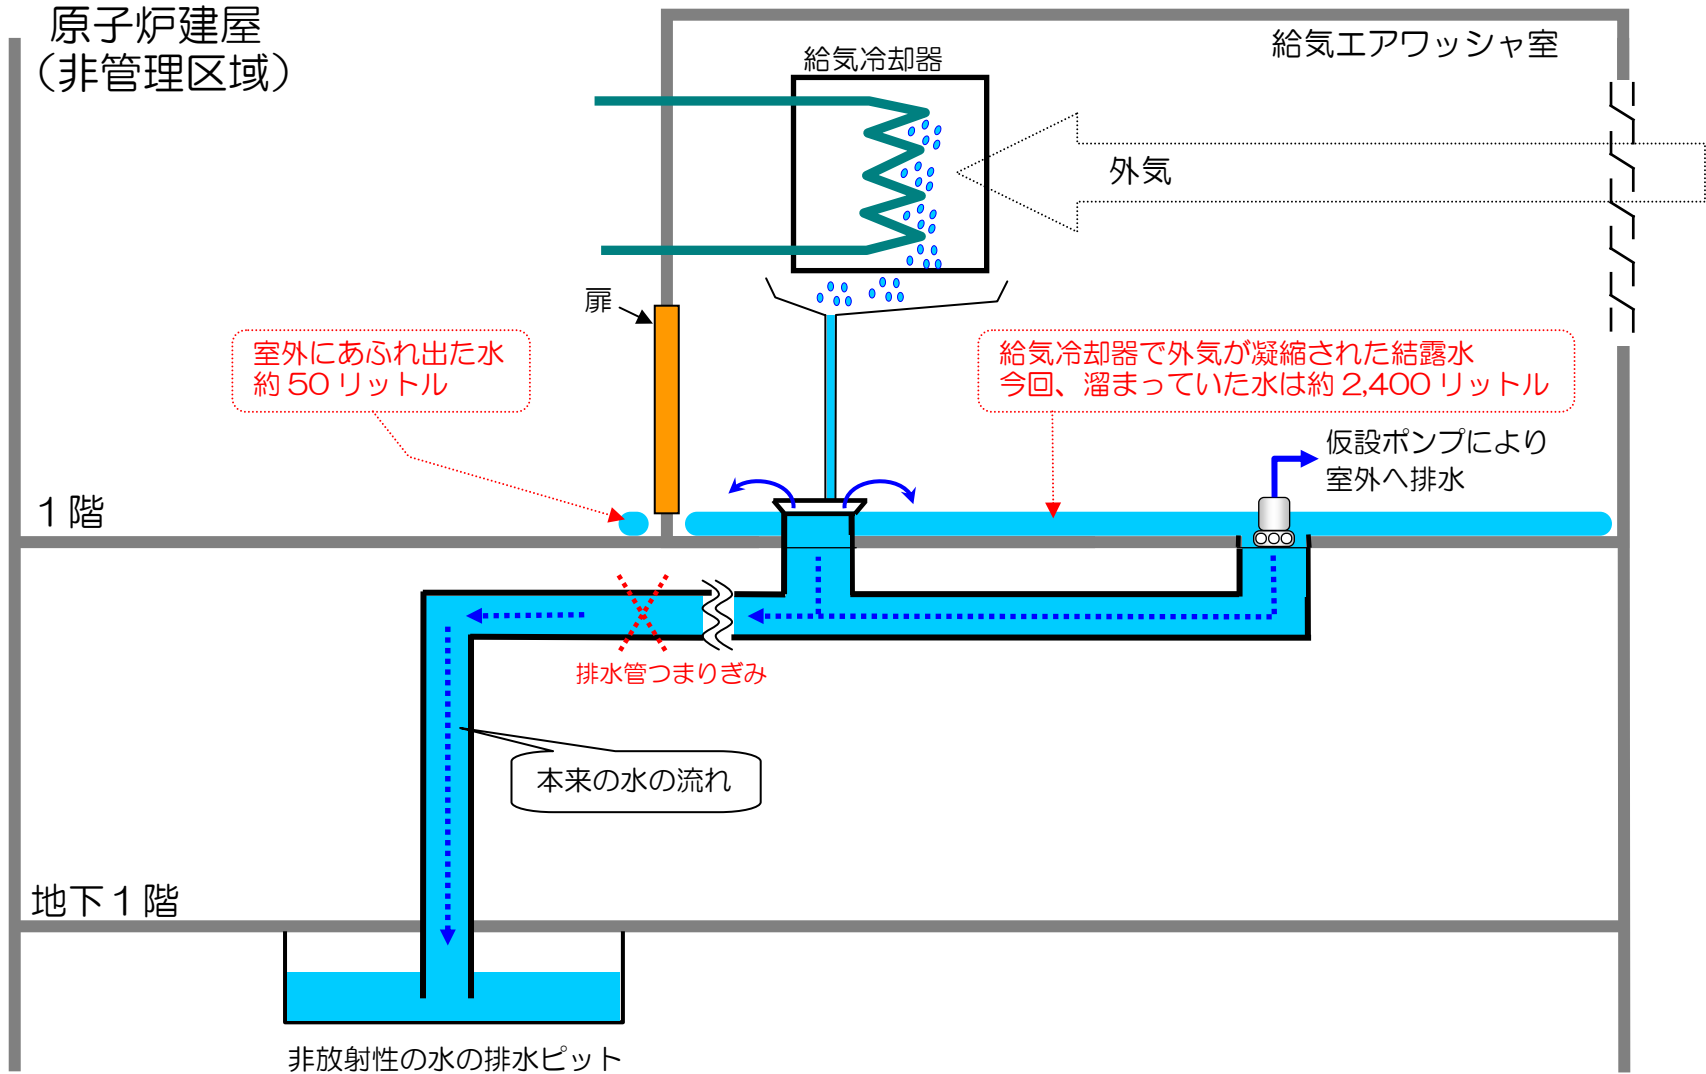 原子炉建屋
（非管理区域）
給気エアワッシャ室
給気冷却器
外気
扉
室外にあふれ出た水
約 50 リットル
給気冷却器で外気が凝縮された結露水
今回、溜まっていた水は約 2,400 リットル
仮設ポンプにより
室外へ排水
１階
排水管つまりぎみ
本来の水の流れ
地下１階
非放射性の水の排水ピット